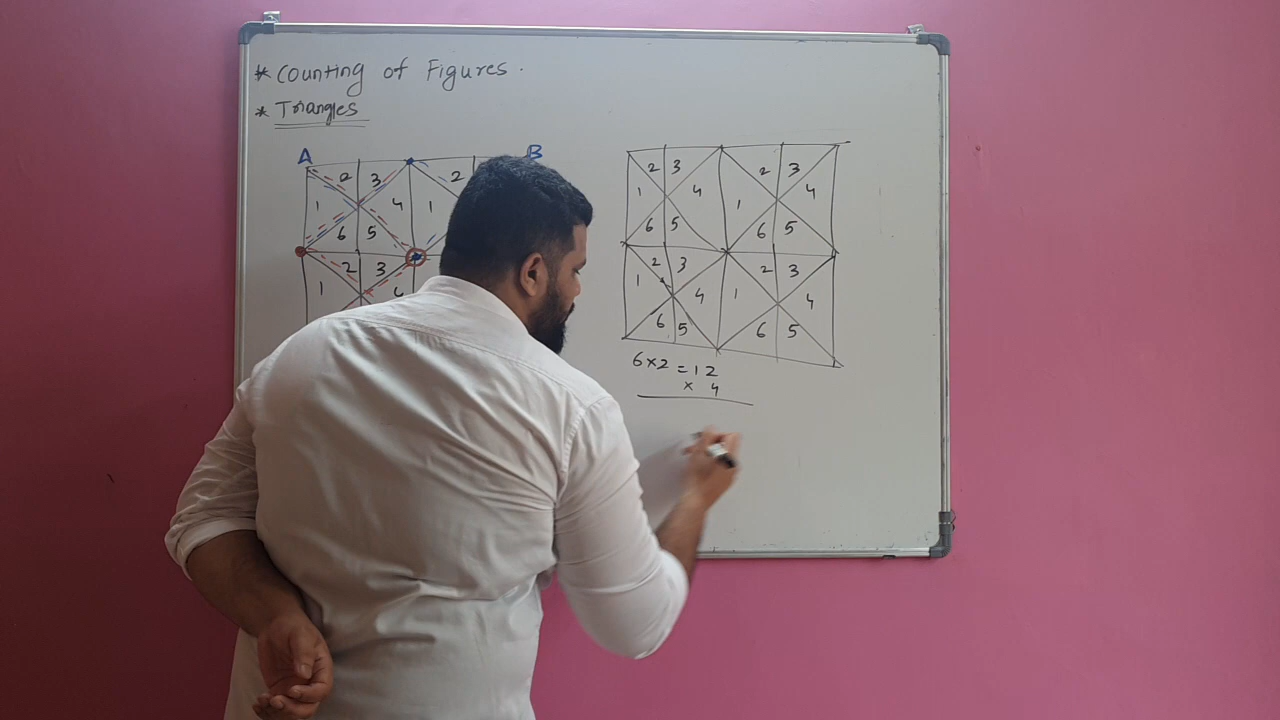 * Counting of Figures.
* Triangles
A B
2 3 2
1 4 1
6 5
2 3
1
2 3 2 3
1 4 1 4
6 5 6 5
2 3 2 3
1 4 1 4
6 5 6 5
6×2 = 12
× 4